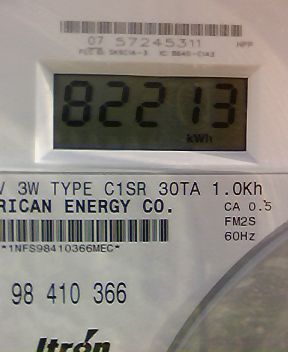 07 57245311
82213
kWh
V 3W TYPE C1SR 30TA 1.0Kh
RICAN ENERGY CO.
CA 0.5
FM2S
60Hz
*1NFS98410366MEC*
98 410 366
Itrón